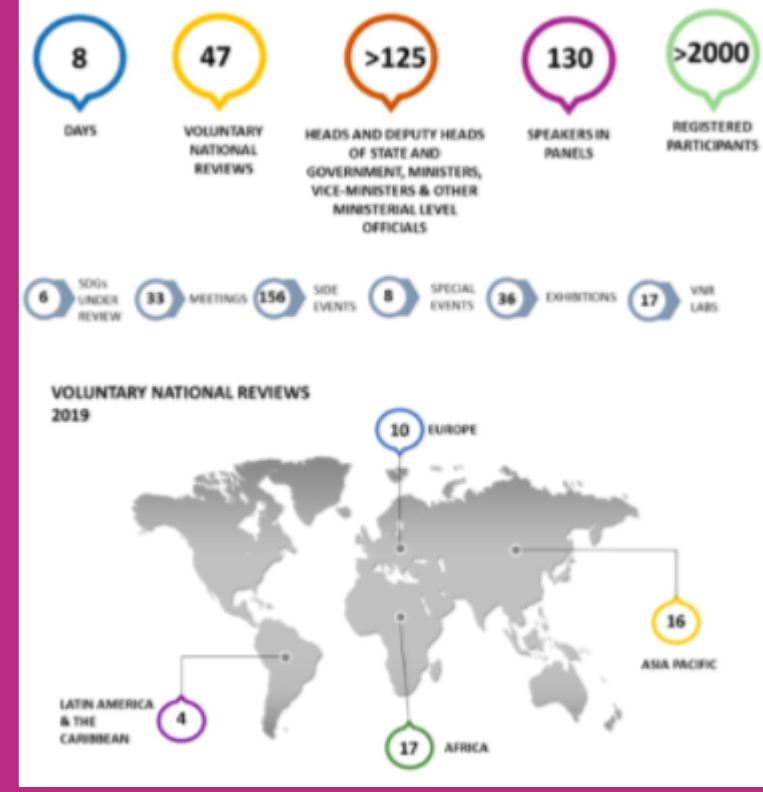 8
47
>125
130
>2000
DAYS
VOLUNTARY
NATIONAL
REVIEWS
HEADS AND DEPUTY HEADS
OF STATE AND
GOVERNMENT, MINISTERS,
VICE-MINISTERS & OTHER
MINISTERIAL LEVEL
OFFICIALS
SPEAKERS IN
PANELS
REGISTERED
PARTICIPANTS
6
SDGs
UNDER
REVIEW
33
MEETINGS
156
SIDE
EVENTS
8
SPECIAL
EVENTS
36
EXHIBITIONS
17
VNR
LABS
VOLUNTARY NATIONAL REVIEWS
2019
10
EUROPE
16
ASIA PACIFIC
LATIN AMERICA
& THE
CARIBBEAN
4
17
AFRICA